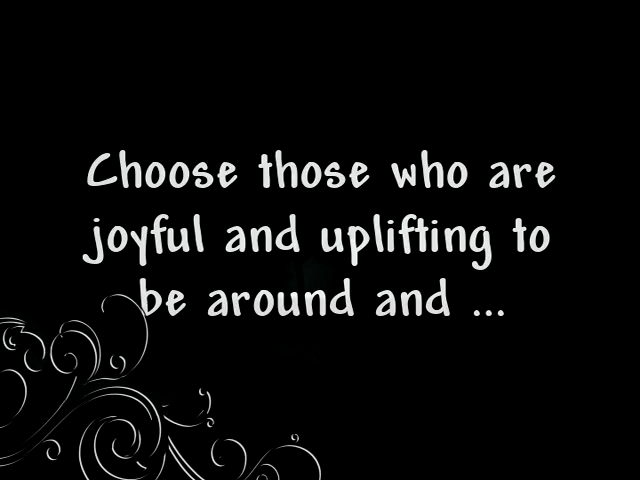 Choose those who are
joyful and uplifting to
be around and ...